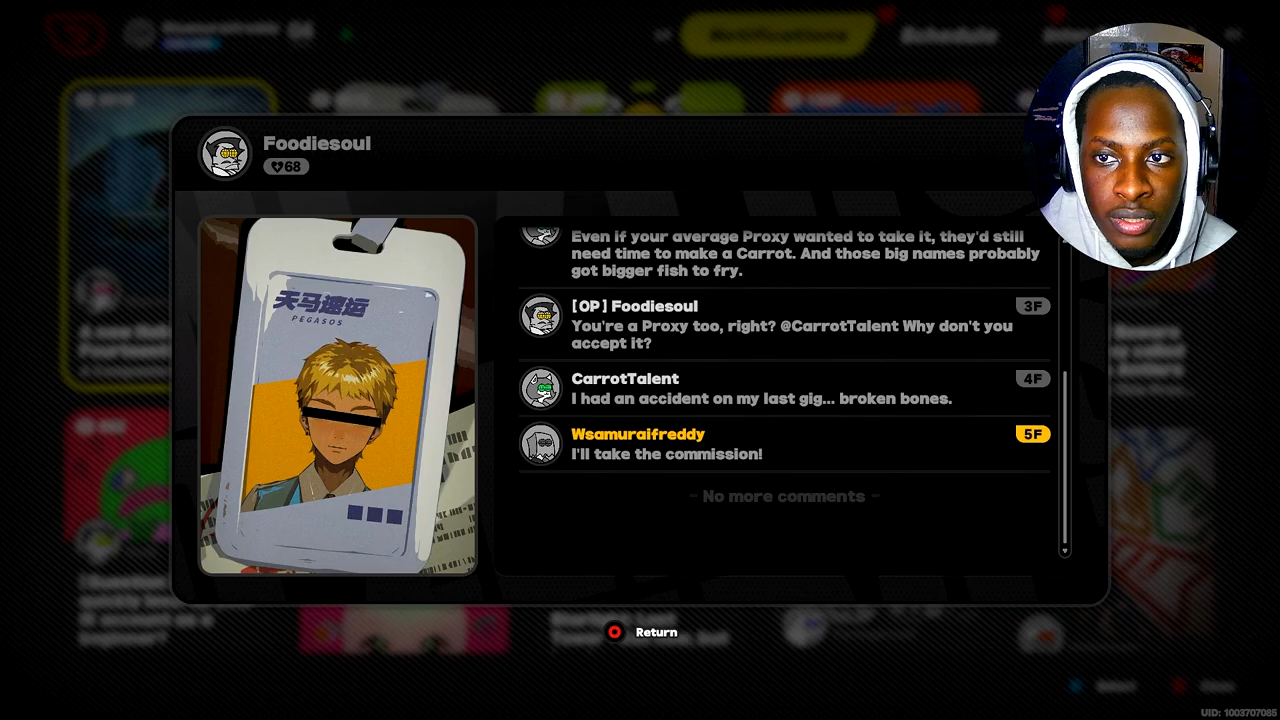 Notifications
Schedule
Foodiesoul
68
天马速运
PEGASOS
Even if your average Proxy wanted to take it, they'd still
need time to make a Carrot. And those big names probably
got bigger fish to fry.
[OP] Foodiesoul
3F
You're a Proxy too, right? @CarrotTalent Why don't you
accept it?
CarrotTalent
4F
I had an accident on my last gig... broken bones.
Wsamuraifreddy
5F
I'll take the commission!
- No more comments -
Return
UID: 1003707085